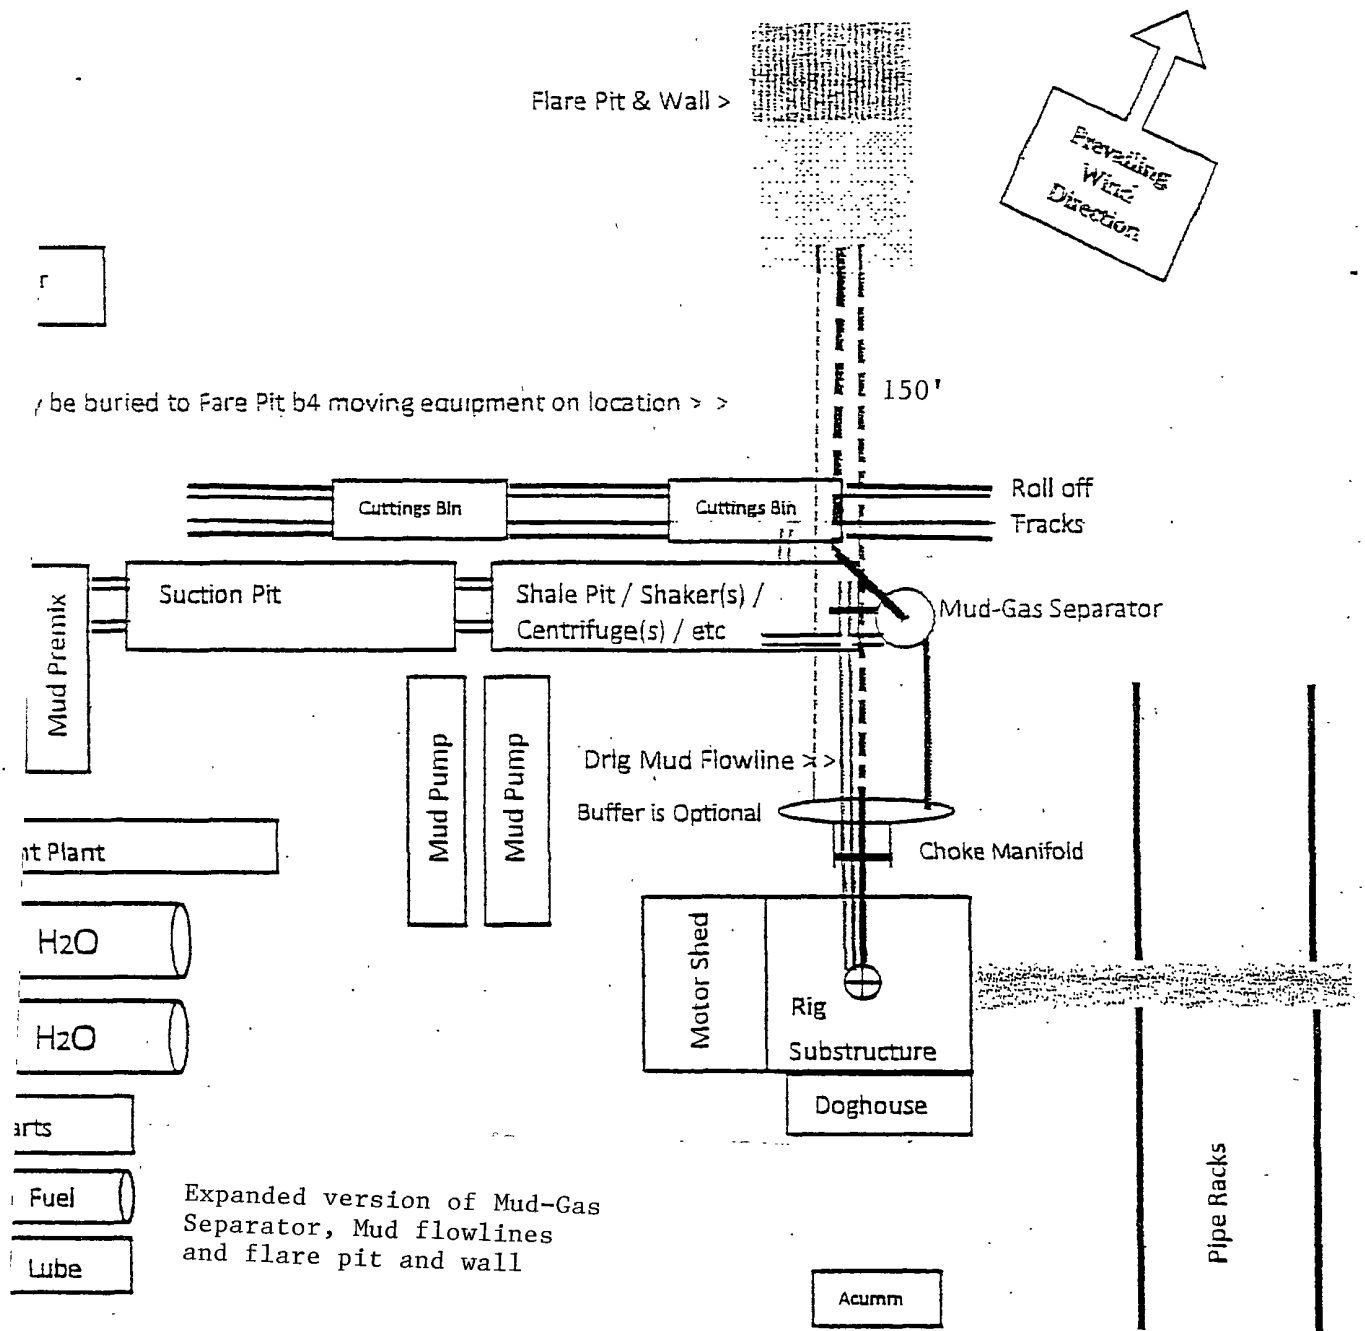 Flare Pit & Wall >
Prevailing
Wind
Direction
r
be buried to Fare Pit b4 moving equipment on location > >
150'
Cuttings Bin
Cuttings Bin
Roll off
Tracks
Mud Premix
Suction Pit
Shale Pit / Shaker(s) /
Centrifuge(s) / etc
Mud-Gas Separator
Mud Pump
Mud Pump
Drlg Mud Flowline > >
Buffer is Optional
Choke Manifold
nt Plant
H2O
H2O
Motor Shed
Rig
Substructure
Doghouse
arts
Fuel
Lube
Expanded version of Mud-Gas
Separator, Mud flowlines
and flare pit and wall
Pipe Racks
Acumm